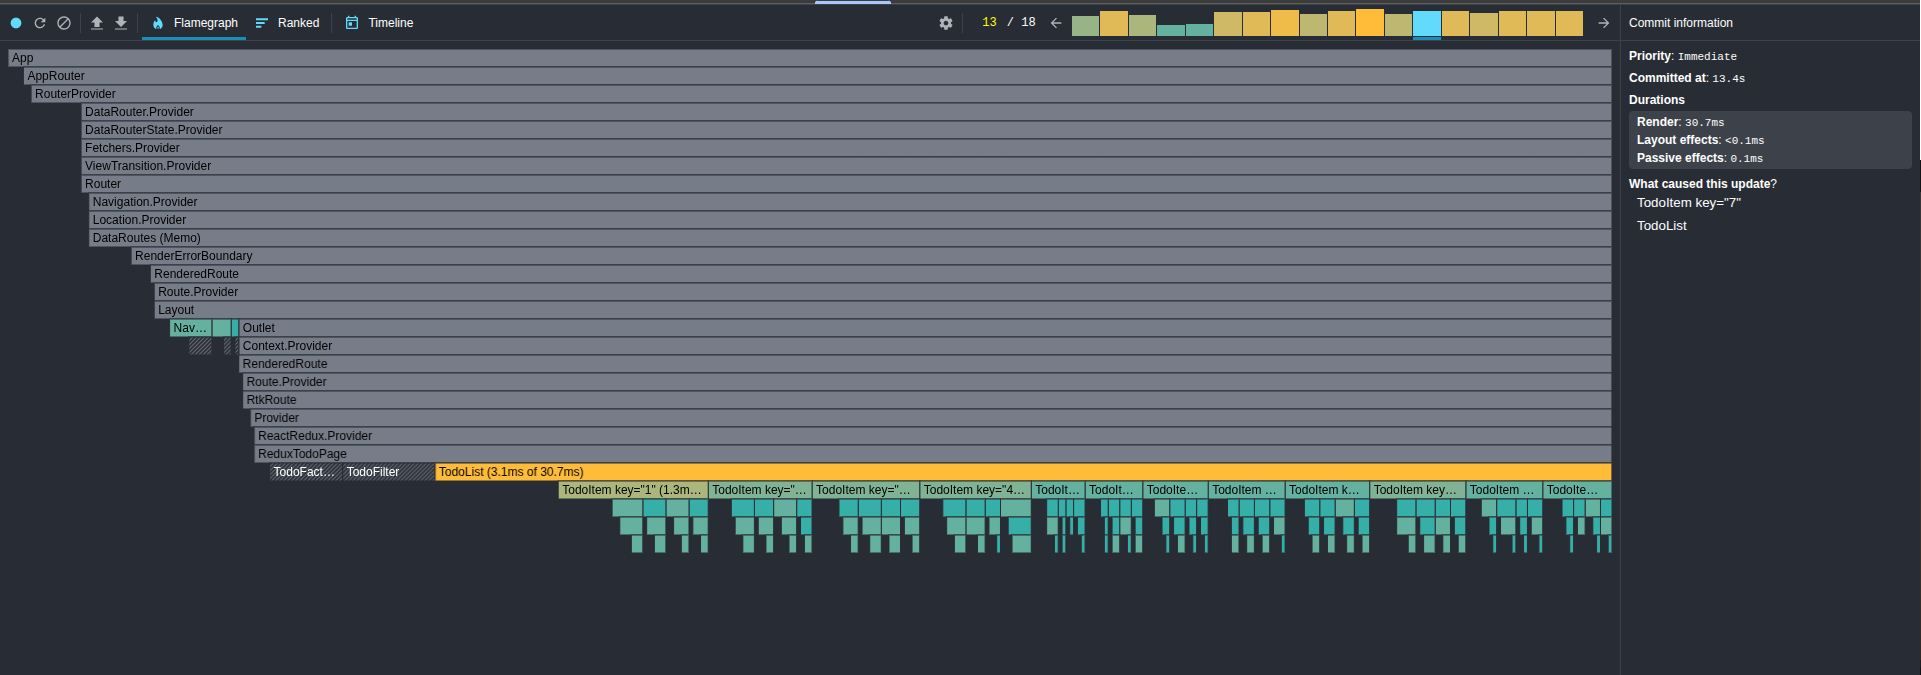 Flamegraph Ranked Timeline 13 / 18 Commit information
App
AppRouter
RouterProvider
DataRouter.Provider
DataRouterState.Provider
Fetchers.Provider
ViewTransition.Provider
Router
Navigation.Provider
Location.Provider
DataRoutes (Memo)
RenderErrorBoundary
RenderedRoute
Route.Provider
Layout
Nav… Outlet
Context.Provider
RenderedRoute
Route.Provider
RtkRoute
Provider
ReactRedux.Provider
ReduxTodoPage
TodoFact… TodoFilter TodoList (3.1ms of 30.7ms)
TodoItem key="1" (1.3m… TodoItem key="… TodoItem key="… TodoItem key="4… TodoIt… TodoIt… TodoIte… TodoItem … TodoItem k… TodoItem key… TodoItem … TodoIte…
Priority: Immediate
Committed at: 13.4s
Durations
Render: 30.7ms
Layout effects: <0.1ms
Passive effects: 0.1ms
What caused this update?
TodoItem key="7"
TodoList